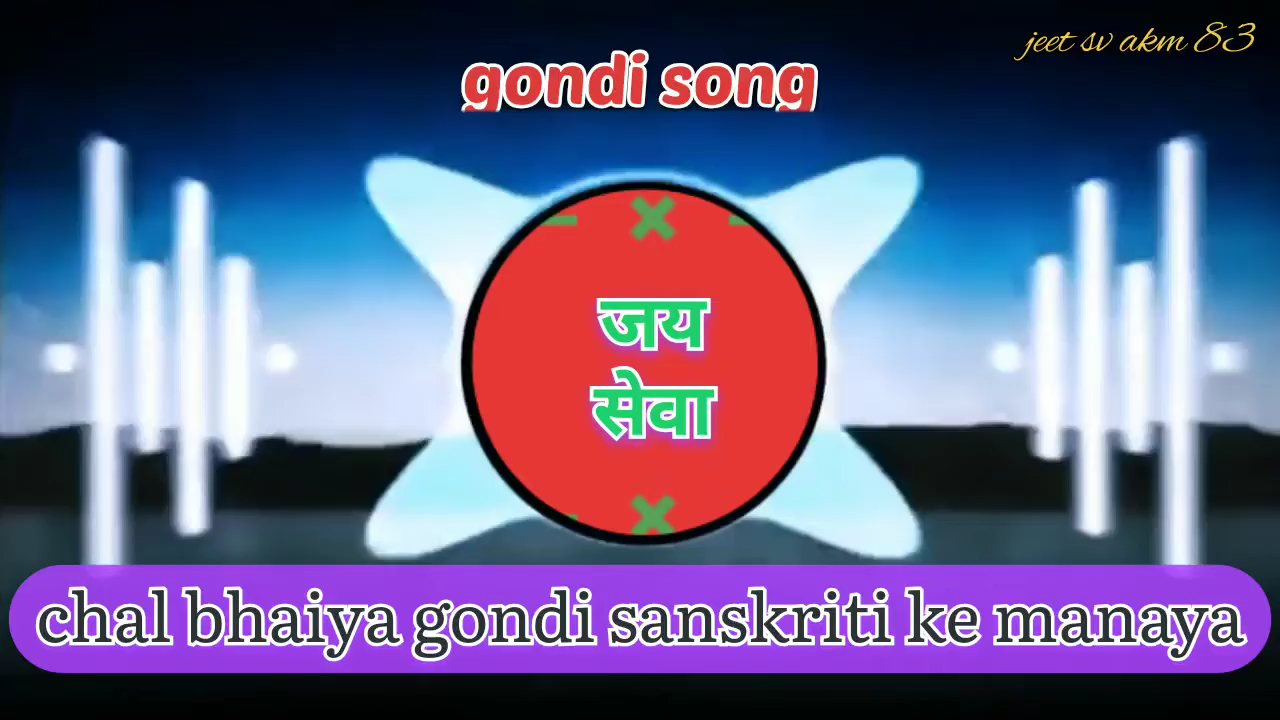 jeet sv akm 83
gondi song
जय
सेवा
chal bhaiya gondi sanskriti ke manaya